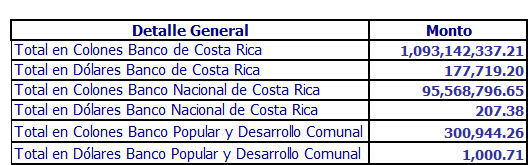 Detalle General Monto
Total en Colones Banco de Costa Rica 1,093,142,337.21
Total en Dólares Banco de Costa Rica 177,719.20
Total en Colones Banco Nacional de Costa Rica 95,568,796.65
Total en Dólares Banco Nacional de Costa Rica 207.38
Total en Colones Banco Popular y Desarrollo Comunal 300,944.26
Total en Dólares Banco Popular y Desarrollo Comunal 1,000.71